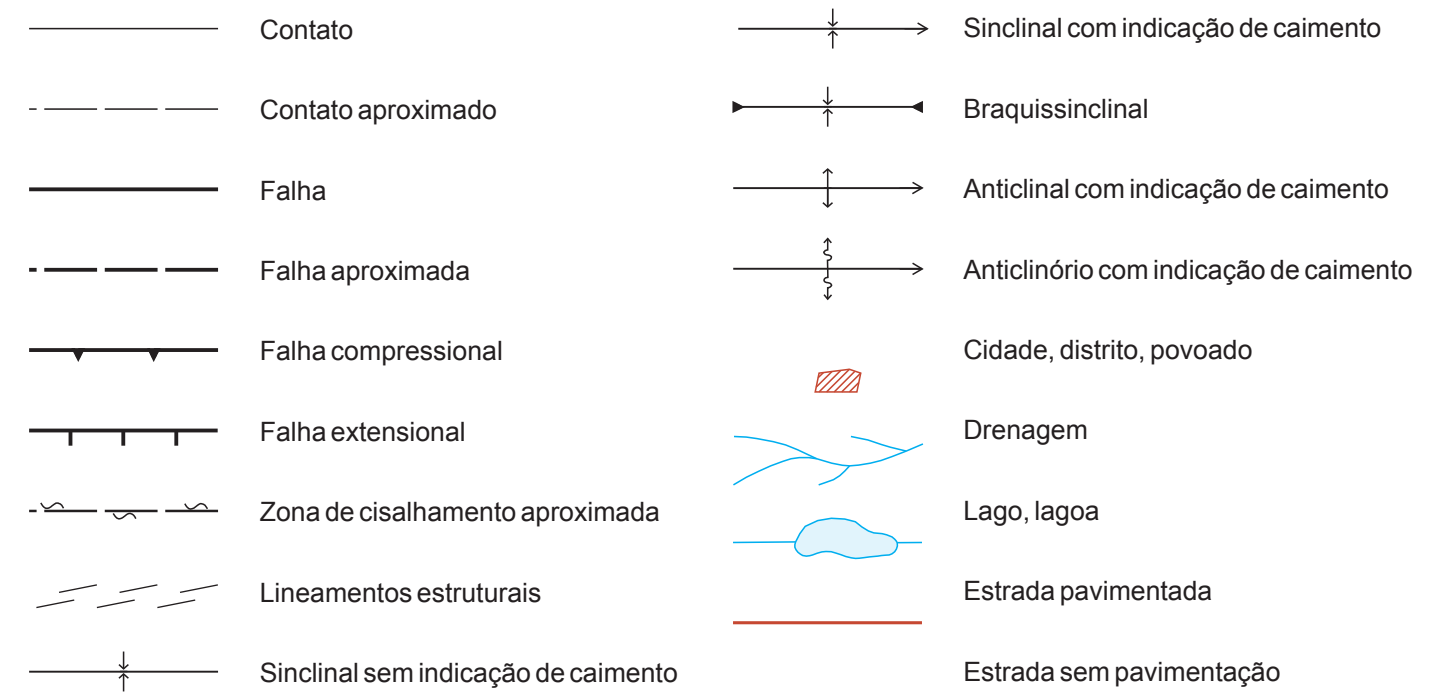 Contato
Contato aproximado
Falha
Falha aproximada
Falha compressional
Falha extensional
Zona de cisalhamento aproximada
Lineamentos estruturais
Sinclinal sem indicação de caimento
Sinclinal com indicação de caimento
Braquissinclinal
Anticlinal com indicação de caimento
Anticlinório com indicação de caimento
Cidade, distrito, povoado
Drenagem
Lago, lagoa
Estrada pavimentada
Estrada sem pavimentação